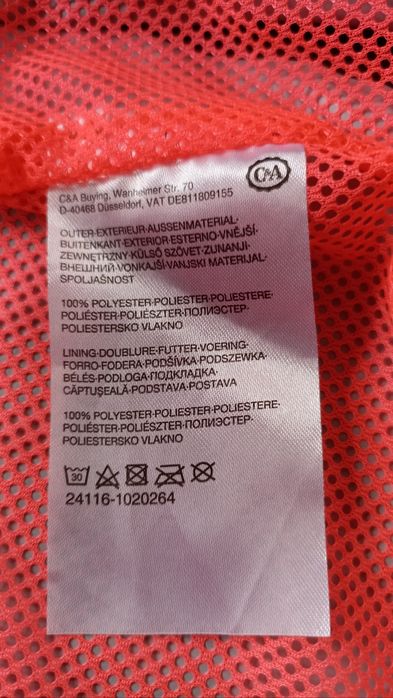 C&A
C&A Buying, Wanheimer Str. 70
D-40468 Düsseldorf, VAT DE811809155
OUTER·EXTERIEUR·AUSSENMATERIAL·
BUITENKANT·EXTERIOR·ESTERNO·VNĚJŠÍ·
ZEWNĘTRZNY·KÜLSŐ SZÖVET·ZUNANJI·
ВНЕШНИЙ·VONKAJŠÍ·VANJSKI MATERIJAL·
SPOLJAŠNOST
100% POLYESTER·POLIESTER·POLIESTERE·
POLIÉSTER·POLIÉSZTER·ПОЛИЭСТЕР·
POLIESTERSKO VLAKNO
LINING·DOUBLURE·FUTTER·VOERING·
FORRO·FODERA·PODŠÍVKA·PODSZEWKA·
BÉLÉS·PODLOGA·ПОДКЛАДКА·
CĂPTUŞEALĂ·PODSTAVA·POSTAVA
100% POLYESTER·POLIESTER·POLIESTERE·
POLIÉSTER·POLIÉSZTER·ПОЛИЭСТЕР·
POLIESTERSKO VLAKNO
30
24116-1020264